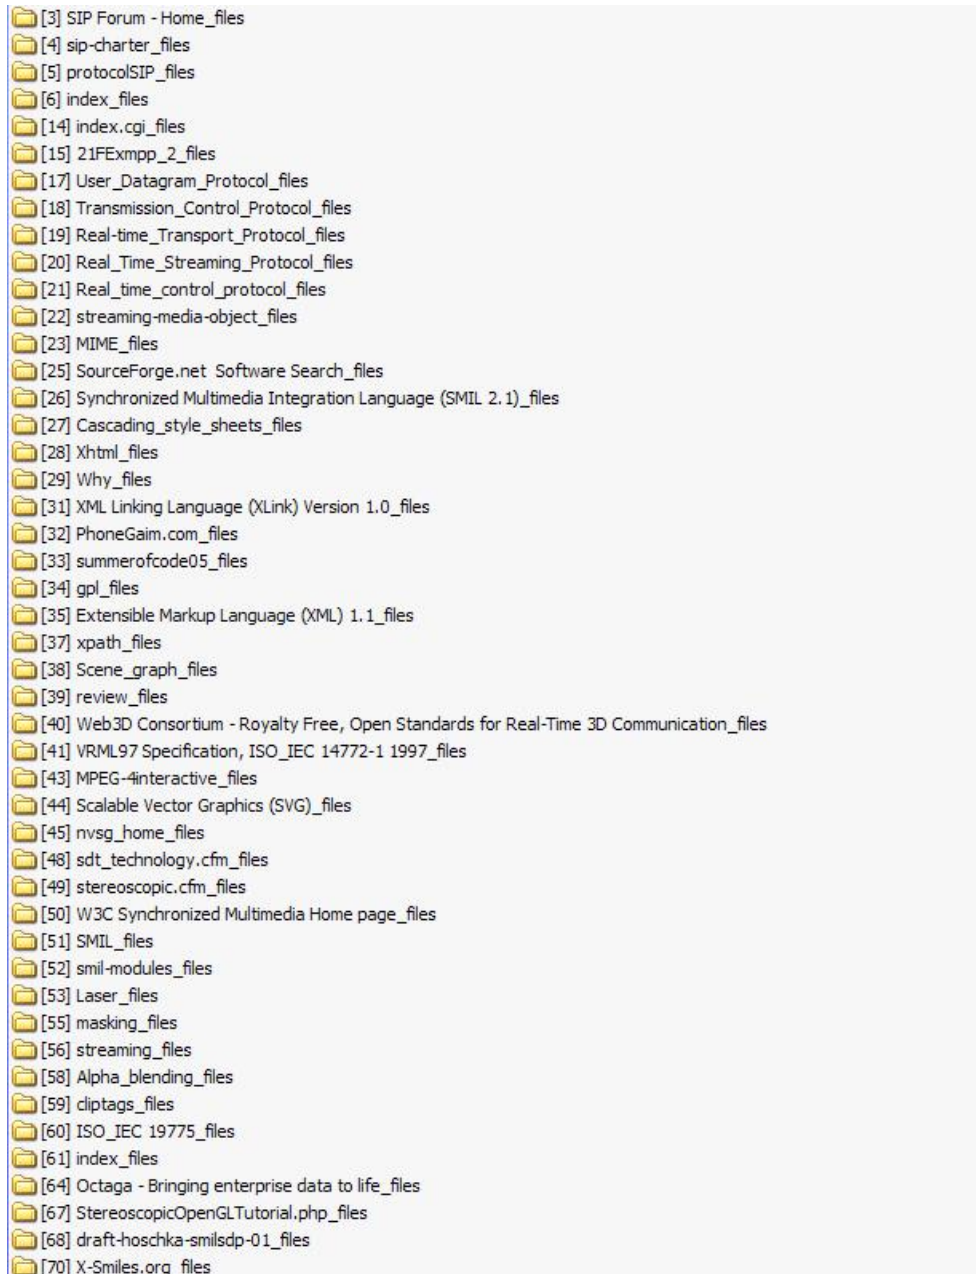 [3] SIP Forum - Home_files
[4] sip-charter_files
[5] protocolSIP_files
[6] index_files
[14] index.cgi_files
[15] 21FExmpp_2_files
[17] User_Datagram_Protocol_files
[18] Transmission_Control_Protocol_files
[19] Real-time_Transport_Protocol_files
[20] Real_Time_Streaming_Protocol_files
[21] Real_time_control_protocol_files
[22] streaming-media-object_files
[23] MIME_files
[25] SourceForge.net  Software Search_files
[26] Synchronized Multimedia Integration Language (SMIL 2.1)_files
[27] Cascading_style_sheets_files
[28] Xhtml_files
[29] Why_files
[31] XML Linking Language (XLink) Version 1.0_files
[32] PhoneGaim.com_files
[33] summerofcode05_files
[34] gpl_files
[35] Extensible Markup Language (XML) 1.1_files
[37] xpath_files
[38] Scene_graph_files
[39] review_files
[40] Web3D Consortium - Royalty Free, Open Standards for Real-Time 3D Communication_files
[41] VRML97 Specification, ISO_IEC 14772-1 1997_files
[43] MPEG-4interactive_files
[44] Scalable Vector Graphics (SVG)_files
[45] nvsg_home_files
[48] sdt_technology.cfm_files
[49] stereoscopic.cfm_files
[50] W3C Synchronized Multimedia Home page_files
[51] SMIL_files
[52] smil-modules_files
[53] Laser_files
[55] masking_files
[56] streaming_files
[58] Alpha_blending_files
[59] cliptags_files
[60] ISO_IEC 19775_files
[61] index_files
[64] Octaga - Bringing enterprise data to life_files
[67] StereoscopicOpenGLTutorial.php_files
[68] draft-hoschka-smilsdp-01_files
[70] X-Smiles.org_files